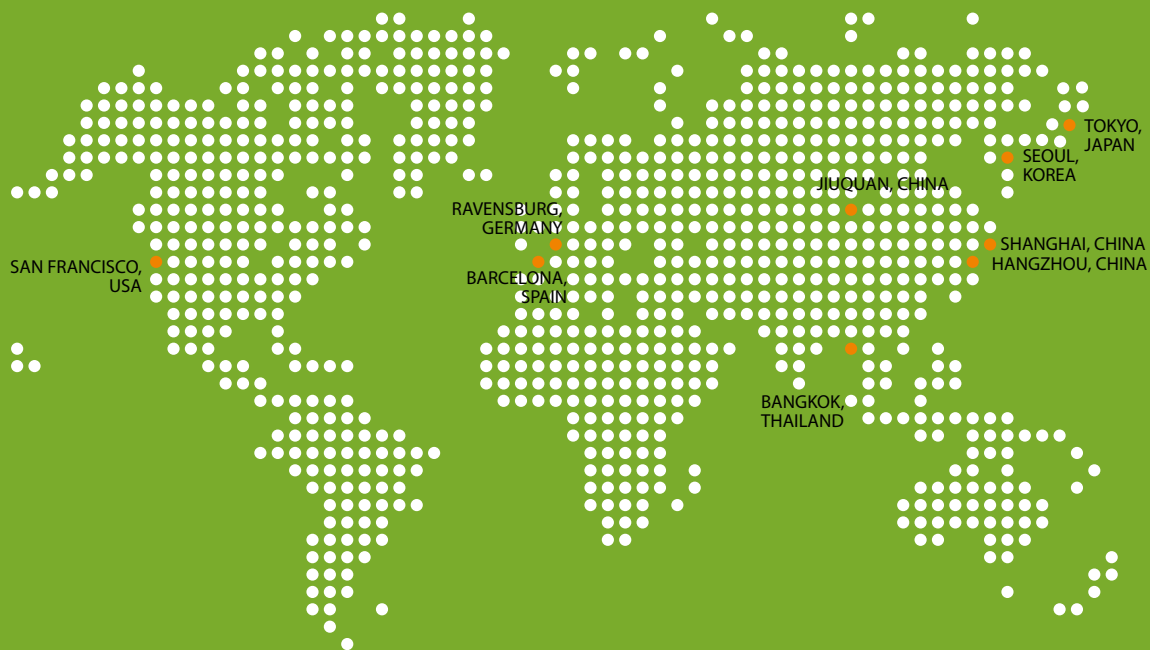 TOKYO,
JAPAN
SEOUL,
KOREA
JIUQUAN, CHINA
RAVENSBURG,
GERMANY
SHANGHAI, CHINA
HANGZHOU, CHINA
SAN FRANCISCO,
USA
BARCELONA,
SPAIN
BANGKOK,
THAILAND